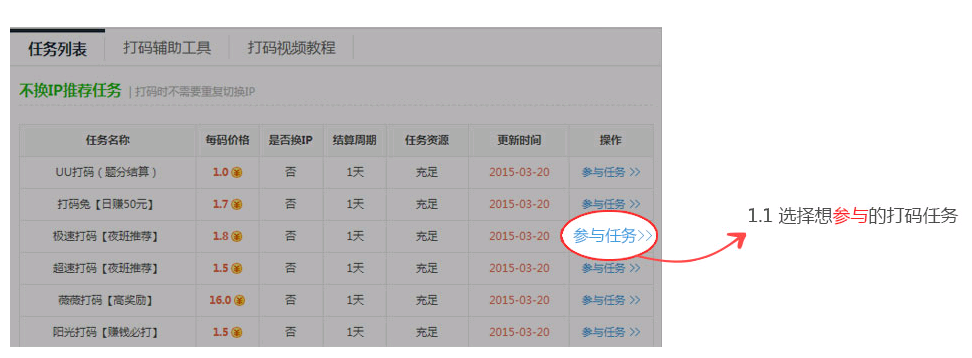 任务列表 打码辅助工具 打码视频教程
不换IP推荐任务 | 打码时不需要重复切换IP
任务名称 每码价格 是否换IP 结算周期 任务资源 更新时间 操作
UU打码（题分结算） 1.0 否 1天 充足 2015-03-20 参与任务 >>
打码兔【日赚50元】 1.7 否 1天 充足 2015-03-20 参与任务 >>
极速打码【夜班推荐】 1.8 否 1天 充足 2015-03-20 参与任务>>
1.1 选择想参与的打码任务
超速打码【夜班推荐】 1.5 否 1天 充足 2015-03-20 参与任务 >>
薇薇打码【高奖励】 16.0 否 1天 充足 2015-03-20 参与任务 >>
阳光打码【赚钱必打】 1.5 否 1天 充足 2015-03-20 参与任务 >>